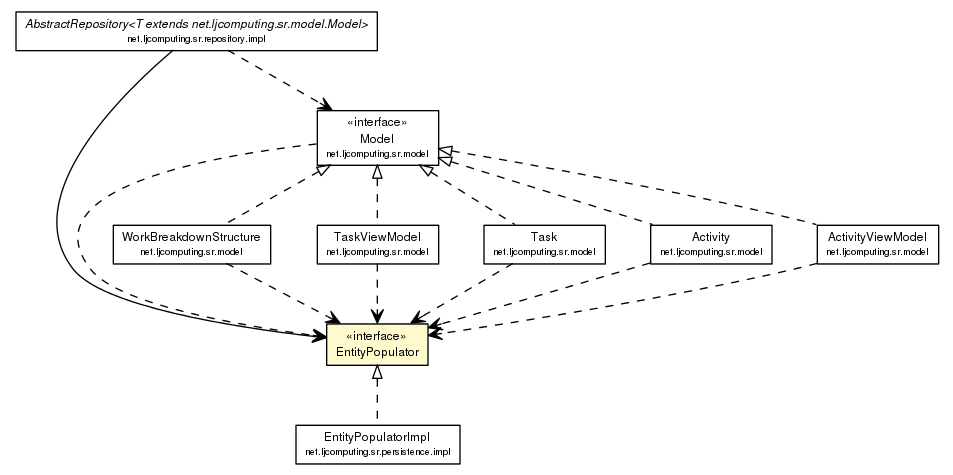 AbstractRepository<T extends net.ljcomputing.sr.model.Model>
net.ljcomputing.sr.repository.impl
«interface»
Model
net.ljcomputing.sr.model
WorkBreakdownStructure
net.ljcomputing.sr.model
TaskViewModel
net.ljcomputing.sr.model
Task
net.ljcomputing.sr.model
Activity
net.ljcomputing.sr.model
ActivityViewModel
net.ljcomputing.sr.model
«interface»
EntityPopulator
EntityPopulatorImpl
net.ljcomputing.sr.persistence.impl